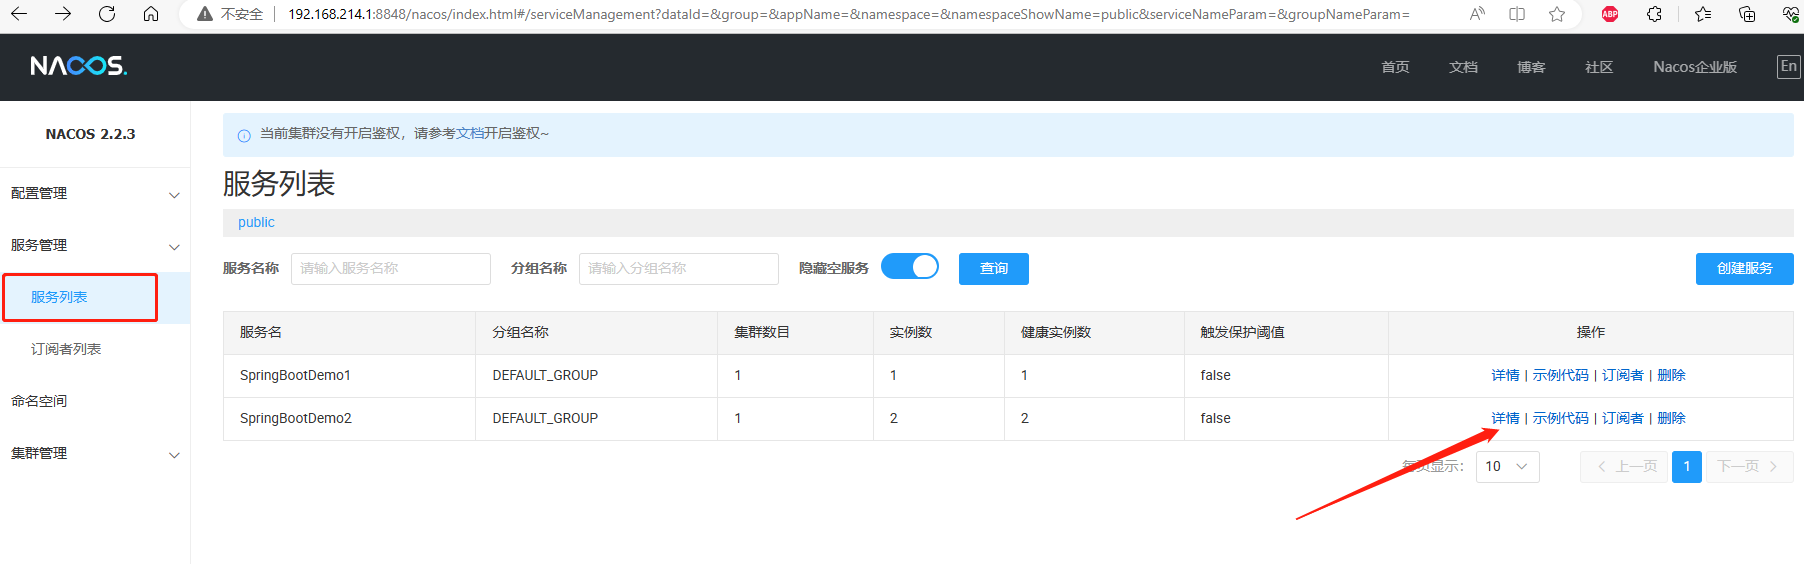 不安全 192.168.214.1:8848/nacos/index.html#/serviceManagement?dataId=&group=&appName=&namespace=&namespaceShowName=public&serviceNameParam=&groupNameParam= A ABP
NACOS. 首页 文档 博客 社区 Nacos企业版 En
NACOS 2.2.3
当前集群没有开启鉴权，请参考文档开启鉴权~
配置管理
服务管理
服务列表
订阅者列表
命名空间
集群管理
服务列表
public
服务名称 请输入服务名称 分组名称 请输入分组名称 隐藏空服务 查询 创建服务
服务名 分组名称 集群数目 实例数 健康实例数 触发保护阈值 操作
SpringBootDemo1 DEFAULT_GROUP 1 1 1 false 详情 | 示例代码 | 订阅者 | 删除
SpringBootDemo2 DEFAULT_GROUP 1 2 2 false 详情 | 示例代码 | 订阅者 | 删除
每页显示： 10 上一页 1 下一页